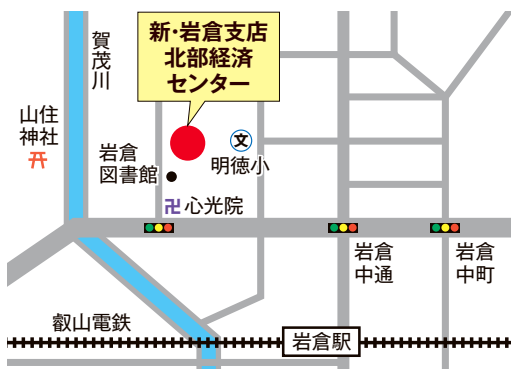 新・岩倉支店
北部経済
センター
賀茂川
山住
神社
岩倉
図書館
文
明徳小
卍心光院
岩倉
中通
岩倉
中町
叡山電鉄
岩倉駅